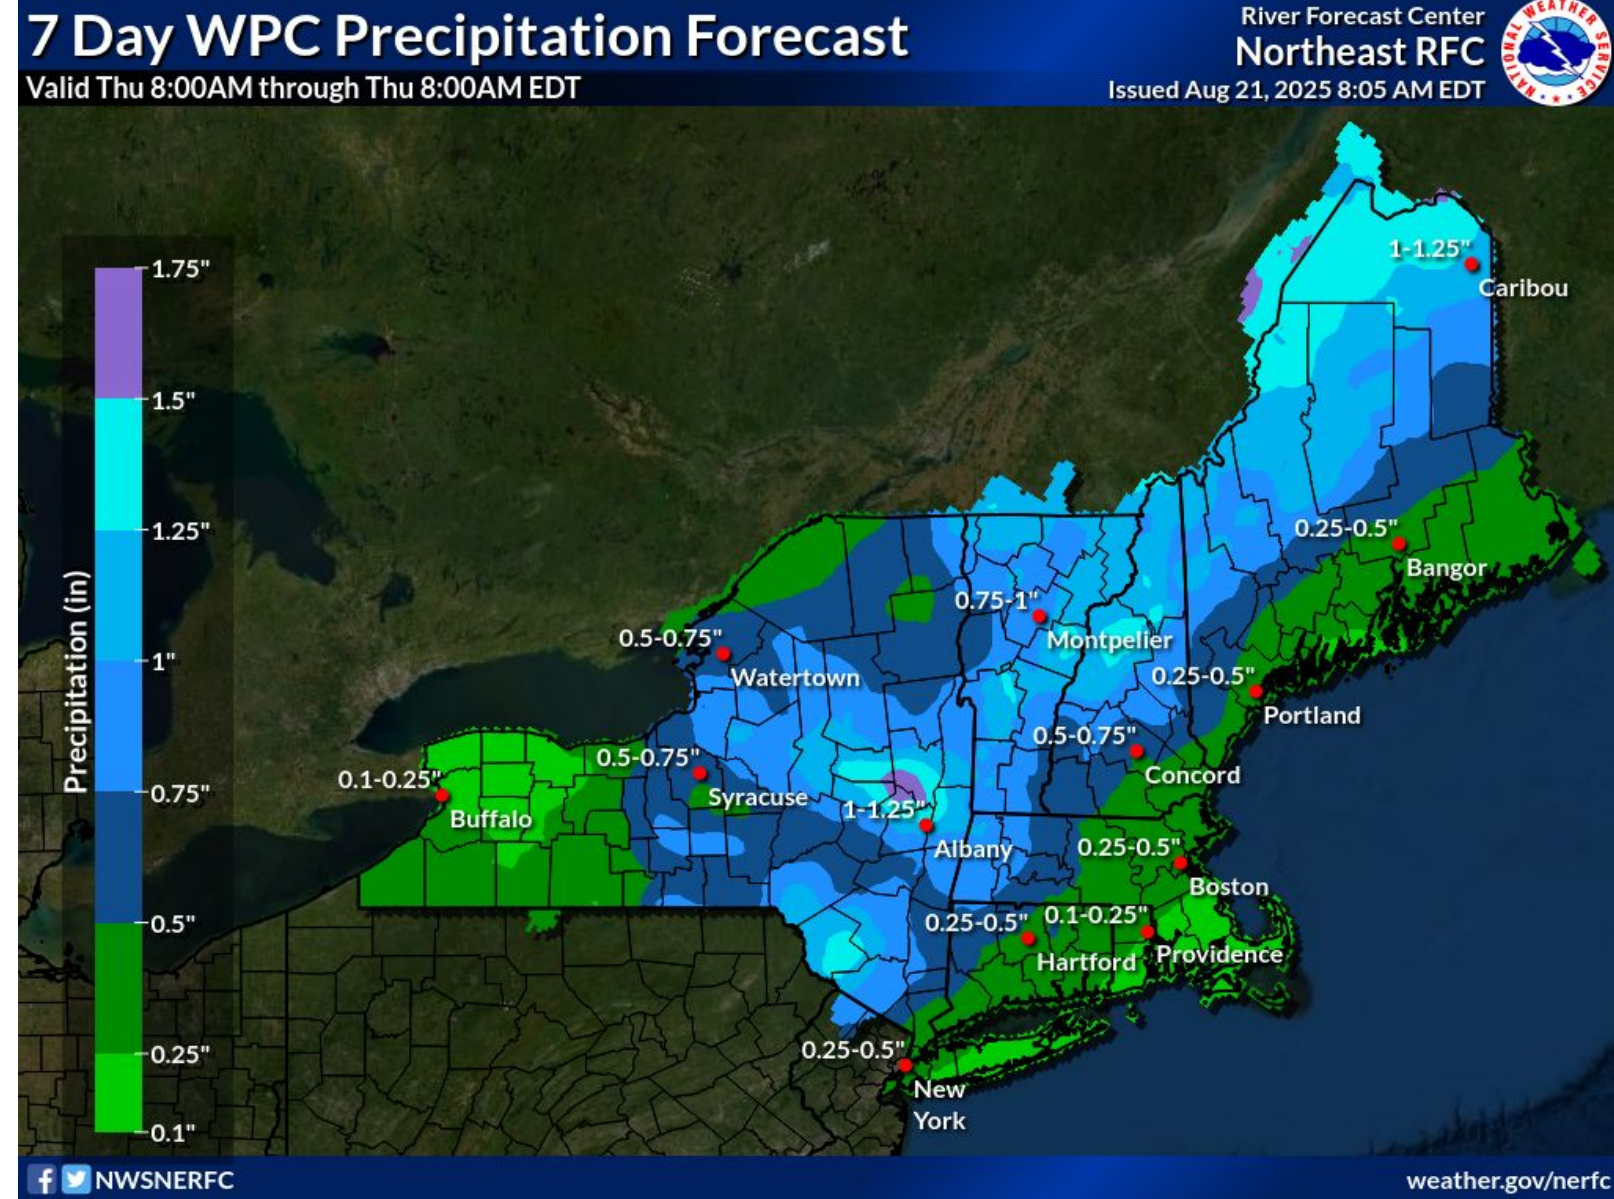 7 Day WPC Precipitation Forecast
Valid Thu 8:00AM through Thu 8:00AM EDT
River Forecast Center
Northeast RFC
Issued Aug 21, 2025 8:05 AM EDT
NATIONAL WEATHER SERVICE
Precipitation (in)
1.75"
1.5"
1.25"
1"
0.75"
0.5"
0.25"
0.1"
1-1.25"
Caribou
0.25-0.5"
Bangor
0.75-1"
Montpelier
0.5-0.75"
Watertown
0.25-0.5"
Portland
0.5-0.75"
Concord
0.5-0.75"
Syracuse
0.1-0.25"
Buffalo
1-1.25"
Albany
0.25-0.5"
Boston
0.25-0.5"
Hartford
0.1-0.25"
Providence
0.25-0.5"
New
York
NWSNERFC
weather.gov/nerfc